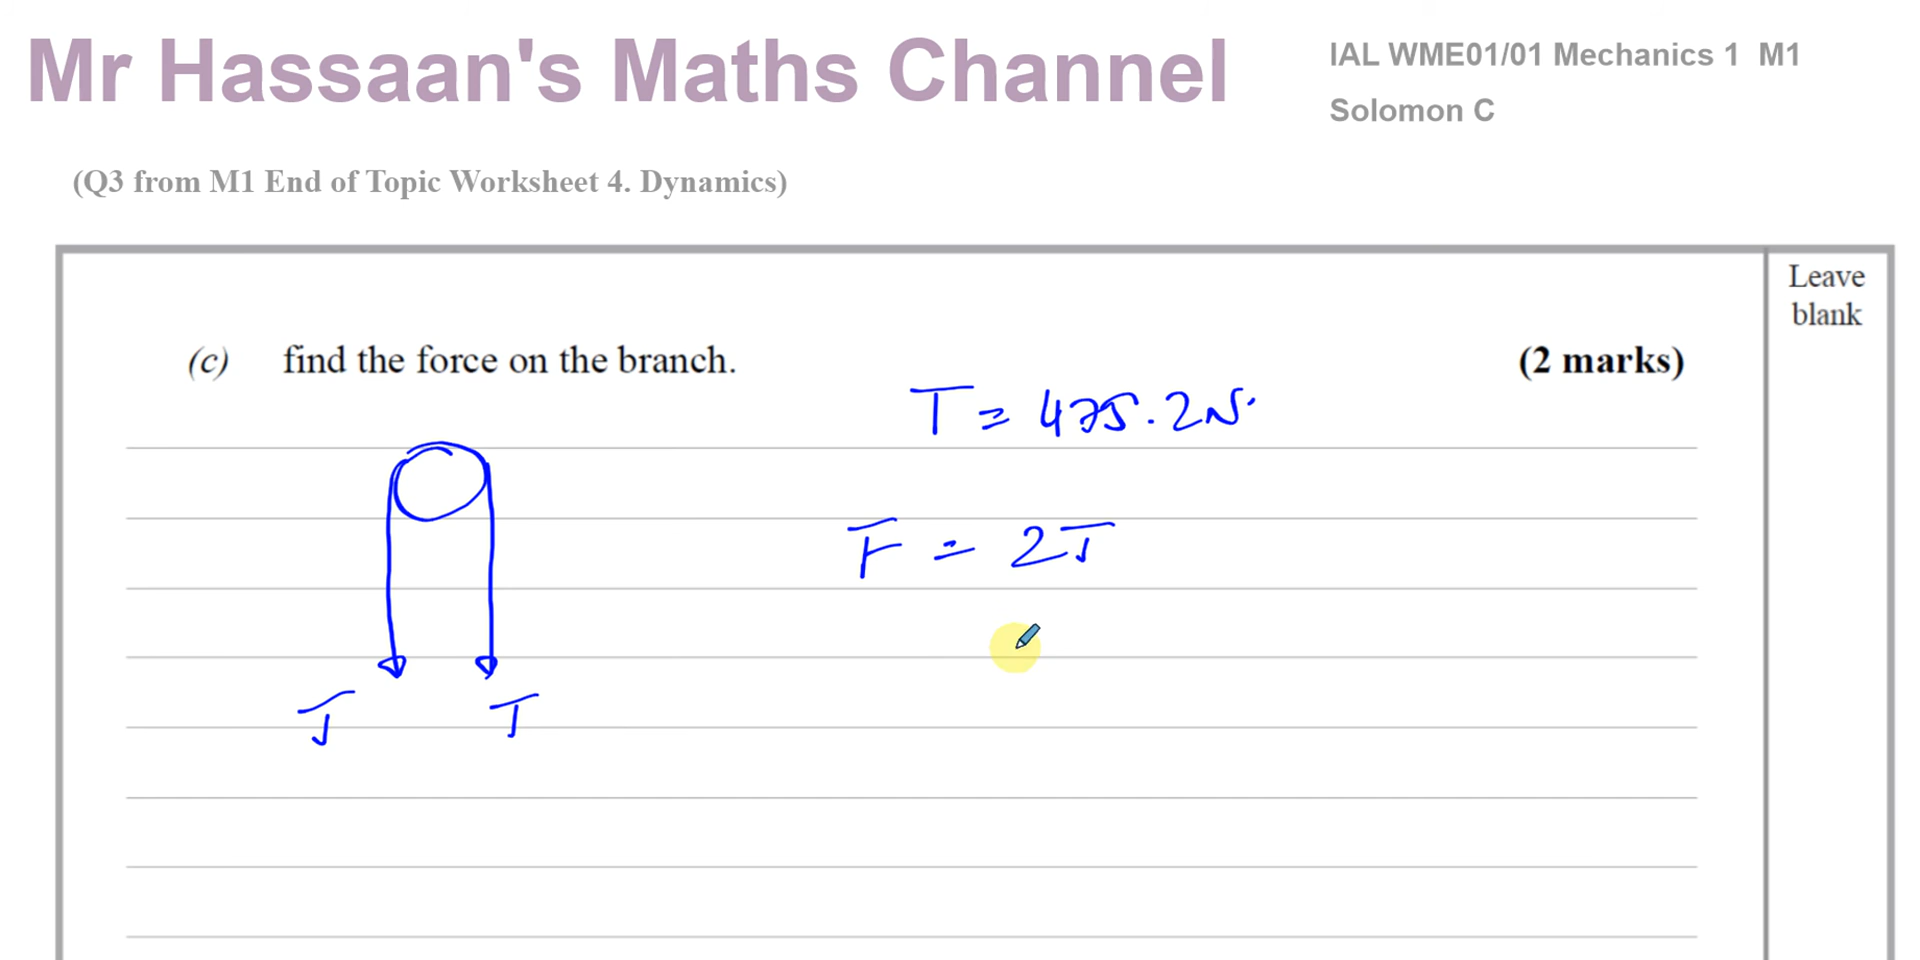 Mr Hassaan's Maths Channel
IAL WME01/01 Mechanics 1 M1
Solomon C
(Q3 from M1 End of Topic Worksheet 4. Dynamics)
Leave
blank
(c) find the force on the branch. (2 marks)
T = 475.2N.
F = 2T
T T